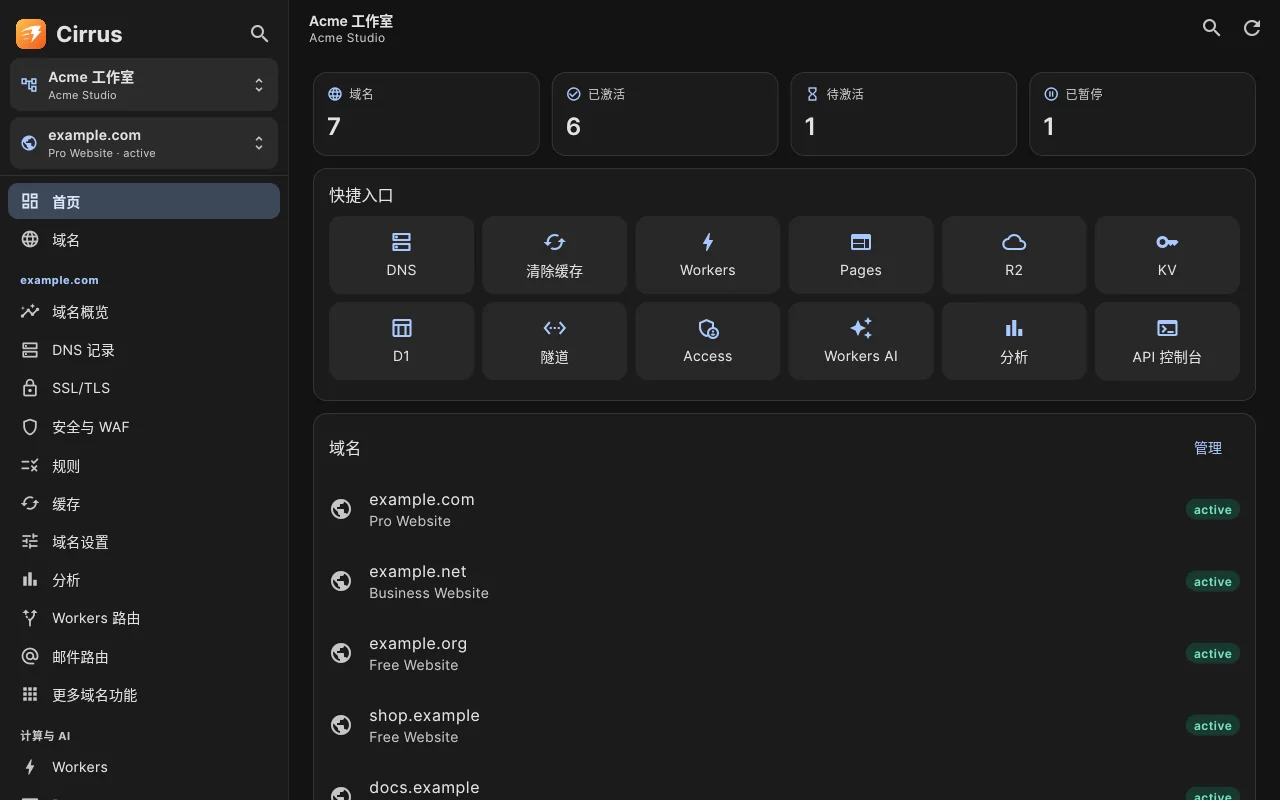 Cirrus
Acme 工作室
Acme Studio
example.com
Pro Website · active
首页
域名
example.com
域名概览
DNS 记录
SSL/TLS
安全与 WAF
规则
缓存
域名设置
分析
Workers 路由
邮件路由
更多域名功能
计算与 AI
Workers
Acme 工作室
Acme Studio
域名
7
已激活
6
待激活
1
已暂停
1
快捷入口
DNS
清除缓存
Workers
Pages
R2
KV
D1
隧道
Access
Workers AI
分析
API 控制台
域名
管理
example.com
Pro Website
active
example.net
Business Website
active
example.org
Free Website
active
shop.example
Free Website
active
docs.example
active